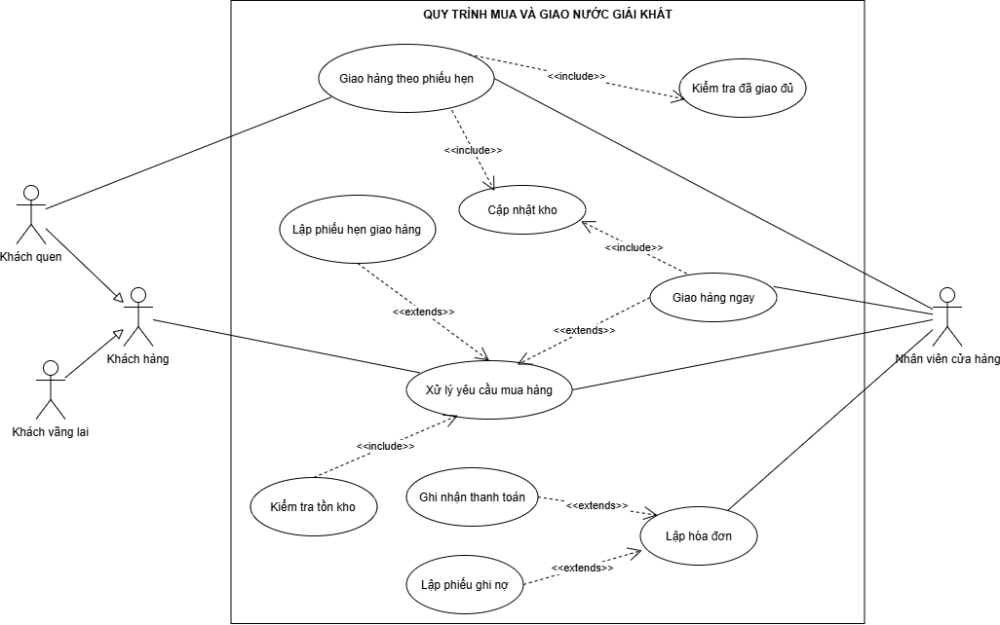 QUY TRÌNH MUA VÀ GIAO NƯỚC GIẢI KHÁT
Giao hàng theo phiếu hẹn
<<include>>
Kiểm tra đã giao đủ
<<include>>
Cập nhật kho
Lập phiếu hẹn giao hàng
<<include>>
Khách quen
Giao hàng ngay
<<extends>>
<<extends>>
Khách hàng
Nhân viên cửa hàng
Xử lý yêu cầu mua hàng
Khách vãng lai
<<include>>
Kiểm tra tồn kho
Ghi nhận thanh toán
<<extends>>
Lập hóa đơn
<<extends>>
Lập phiếu ghi nợ